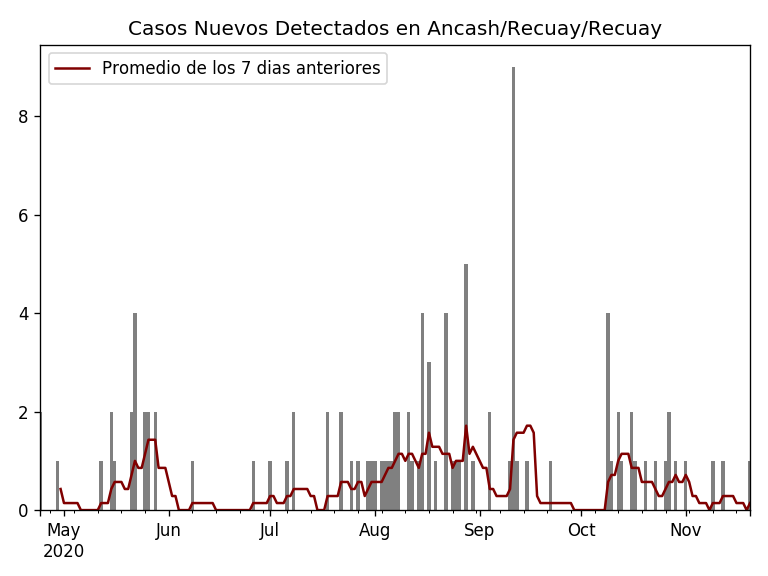 Casos Nuevos Detectados en Ancash/Recuay/Recuay
Promedio de los 7 dias anteriores
8
6
4
2
0
May Jun Jul Aug Sep Oct Nov
2020